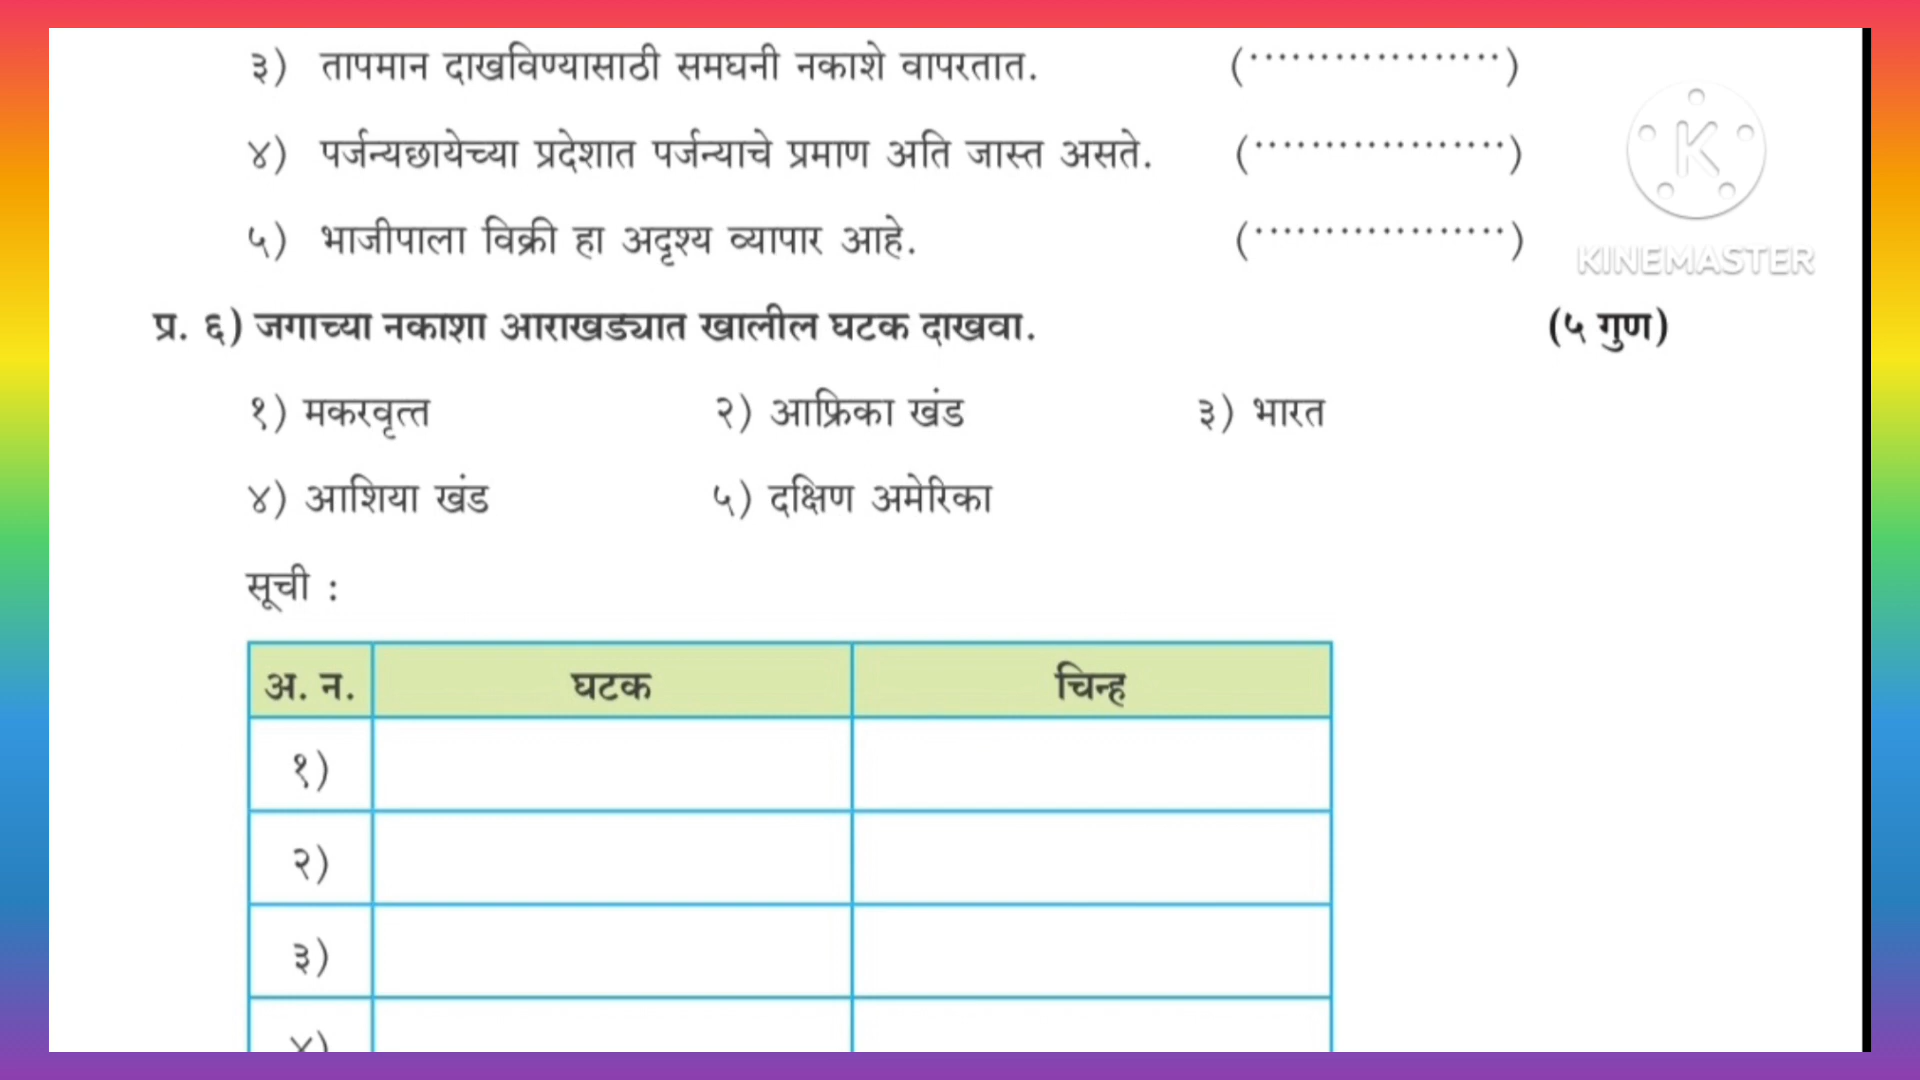 ३) तापमान दाखविण्यासाठी समघनी नकाशे वापरतात. (··················)
४) पर्जन्यछायेच्या प्रदेशात पर्जन्याचे प्रमाण अति जास्त असते. (··················)
५) भाजीपाला विक्री हा अदृश्य व्यापार आहे. (··················)
KINEMASTER
प्र. ६) जगाच्या नकाशा आराखड्यात खालील घटक दाखवा. (५ गुण)
१) मकरवृत्त २) आफ्रिका खंड ३) भारत
४) आशिया खंड ५) दक्षिण अमेरिका
सूची :
अ. न. घटक चिन्ह
१)
२)
३)
४)